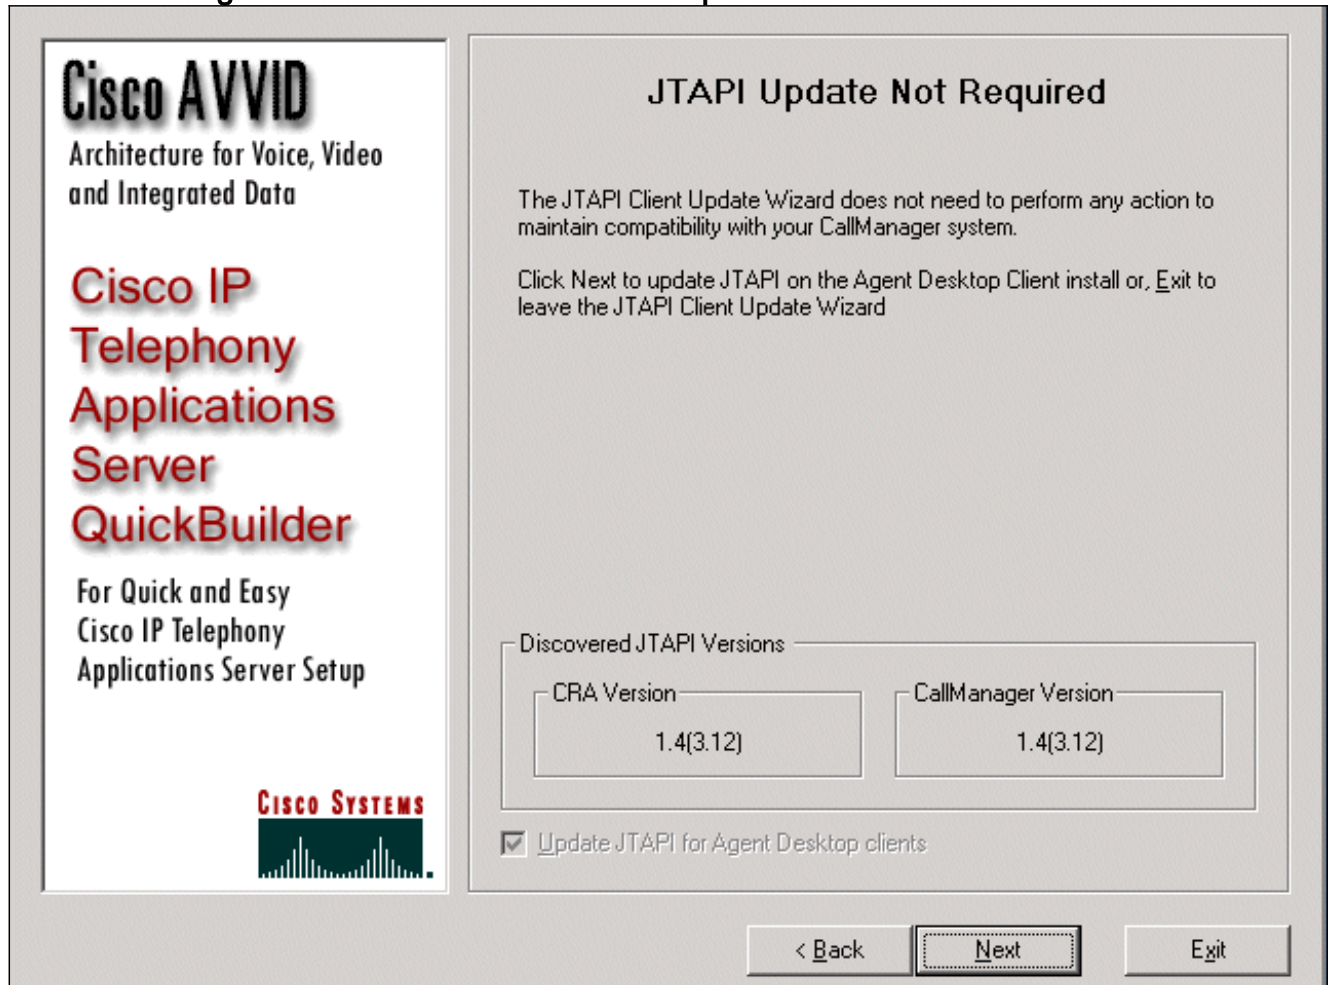 Cisco AVVID
Architecture for Voice, Video
and Integrated Data
Cisco IP
Telephony
Applications
Server
QuickBuilder
For Quick and Easy
Cisco IP Telephony
Applications Server Setup
CISCO SYSTEMS
JTAPI Update Not Required
The JTAPI Client Update Wizard does not need to perform any action to
maintain compatibility with your CallManager system.
Click Next to update JTAPI on the Agent Desktop Client install or, Exit to
leave the JTAPI Client Update Wizard
Discovered JTAPI Versions
CRA Version
1.4(3.12)
CallManager Version
1.4(3.12)
Update JTAPI for Agent Desktop clients
< Back
Next
Exit